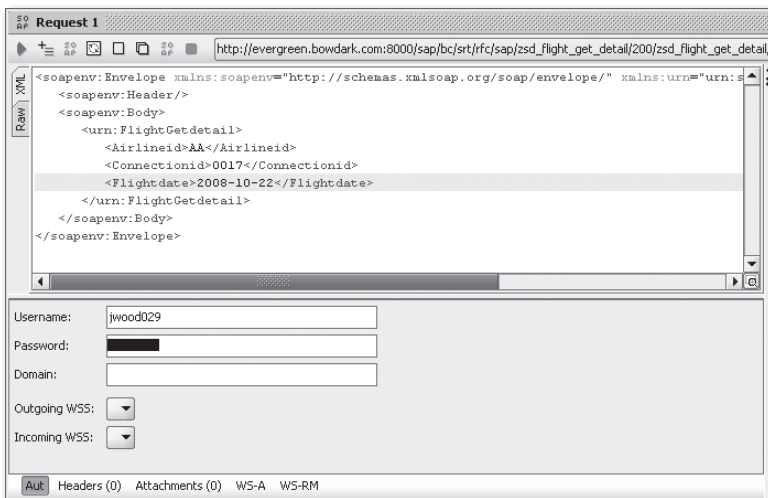 SO AP Request 1
http://evergreen.bowdark.com:8000/sap/bc/srt/rfc/sap/zsd_flight_get_detail/200/zsd_flight_get_detail/
XML
Raw
<soapenv:Envelope xmlns:soapenv="http://schemas.xmlsoap.org/soap/envelope/" xmlns:urn="urn:s
<soapenv:Header/>
<soapenv:Body>
<urn:FlightGetdetail>
<Airlineid>AA</Airlineid>
<Connectionid>0017</Connectionid>
<Flightdate>2008-10-22</Flightdate>
</urn:FlightGetdetail>
</soapenv:Body>
</soapenv:Envelope>
Username: jwood029
Password:
Domain:
Outgoing WSS:
Incoming WSS:
Aut Headers (0) Attachments (0) WS-A WS-RM